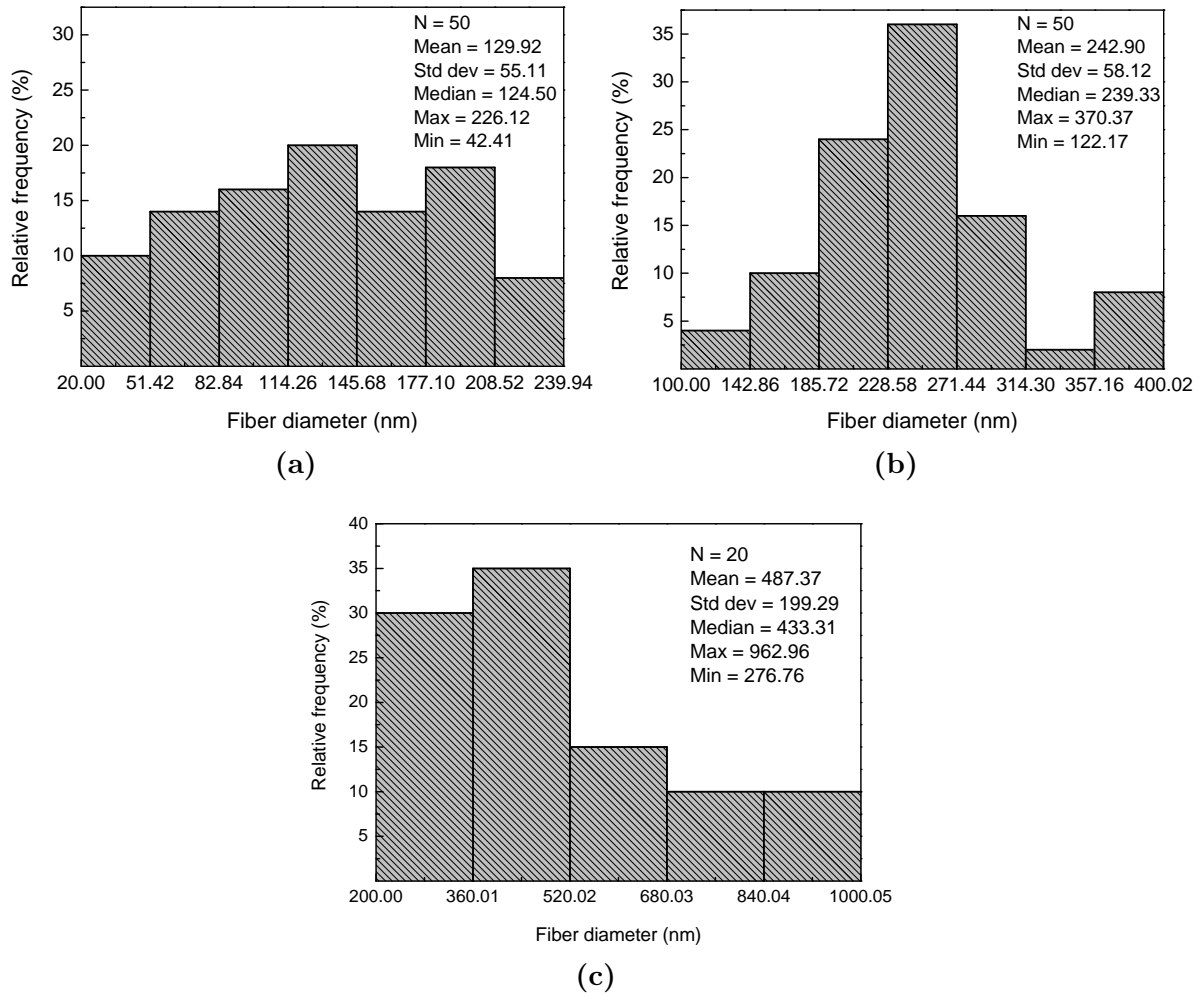 30
25
20
15
10
5
Relative frequency (%)
N = 50
Mean = 129.92
Std dev = 55.11
Median = 124.50
Max = 226.12
Min = 42.41
20.00 51.42 82.84 114.26 145.68 177.10 208.52 239.94
Fiber diameter (nm)
(a)
35
30
25
20
15
10
5
Relative frequency (%)
N = 50
Mean = 242.90
Std dev = 58.12
Median = 239.33
Max = 370.37
Min = 122.17
100.00 142.86 185.72 228.58 271.44 314.30 357.16 400.02
Fiber diameter (nm)
(b)
40
35
30
25
20
15
10
5
Relative frequency (%)
N = 20
Mean = 487.37
Std dev = 199.29
Median = 433.31
Max = 962.96
Min = 276.76
200.00 360.01 520.02 680.03 840.04 1000.05
Fiber diameter (nm)
(c)